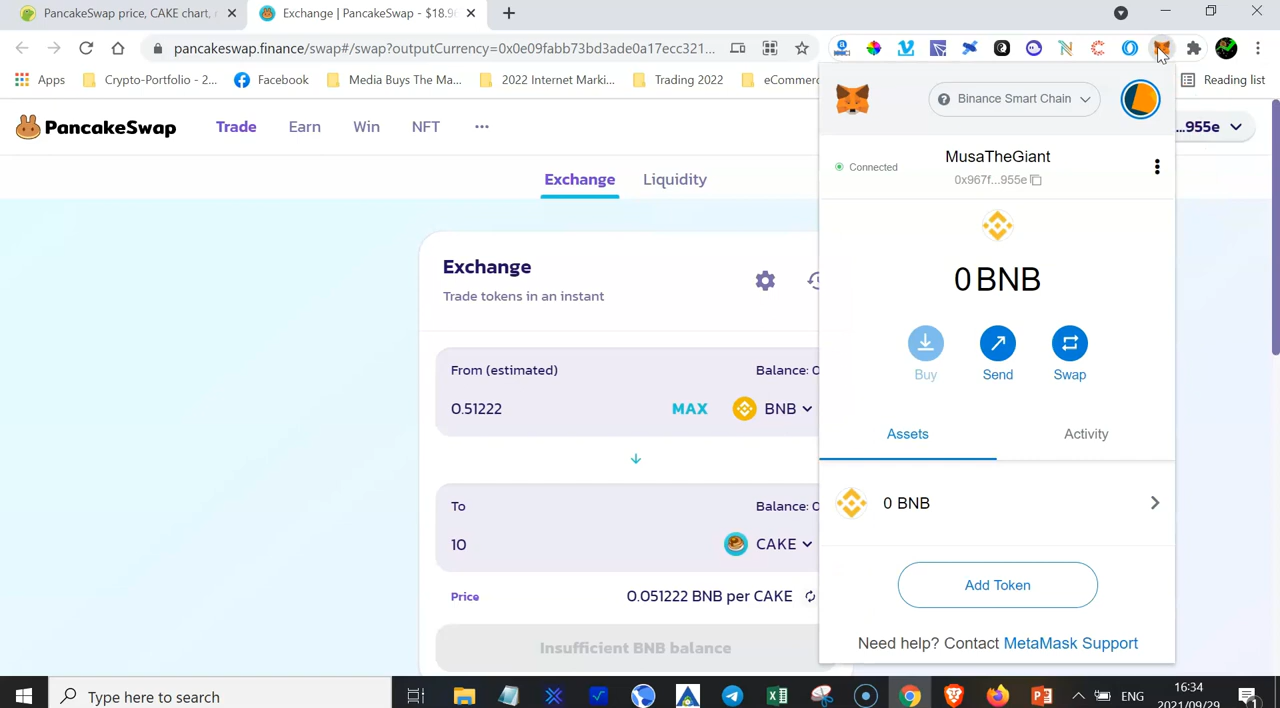 PancakeSwap price, CAKE chart,
Exchange | PancakeSwap - $18.9
pancakeswap.finance/swap#/swap?outputCurrency=0x0e09fabb73bd3ade0a17ecc321...
Apps
Crypto-Portfolio - 2...
Facebook
Media Buys The Ma...
2022 Internet Marki...
Trading 2022
eCommerc
Reading list
PancakeSwap
Trade
Earn
Win
NFT
...
...955e
Exchange
Liquidity
Exchange
Trade tokens in an instant
From (estimated)
Balance: 0
0.51222
MAX
BNB
To
Balance: 0
10
CAKE
Price
0.051222 BNB per CAKE
Insufficient BNB balance
Binance Smart Chain
Connected
MusaTheGiant
0x967f...955e
0 BNB
Buy
Send
Swap
Assets
Activity
0 BNB
Add Token
Need help? Contact MetaMask Support
Type here to search
ENG
16:34
2021/09/29
1